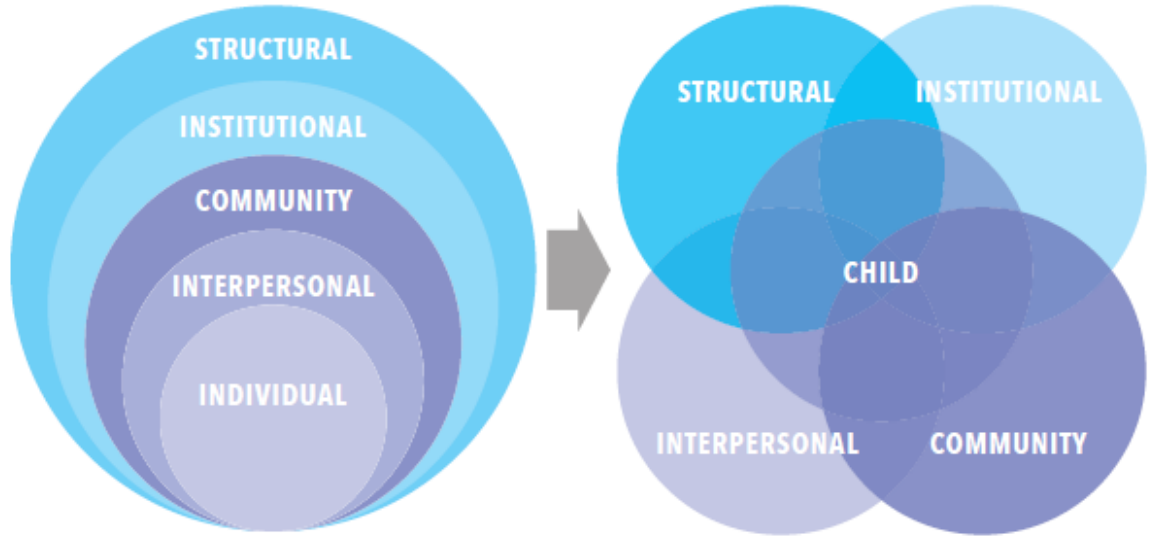 STRUCTURAL
INSTITUTIONAL
COMMUNITY
INTERPERSONAL
INDIVIDUAL
STRUCTURAL
INSTITUTIONAL
CHILD
INTERPERSONAL
COMMUNITY